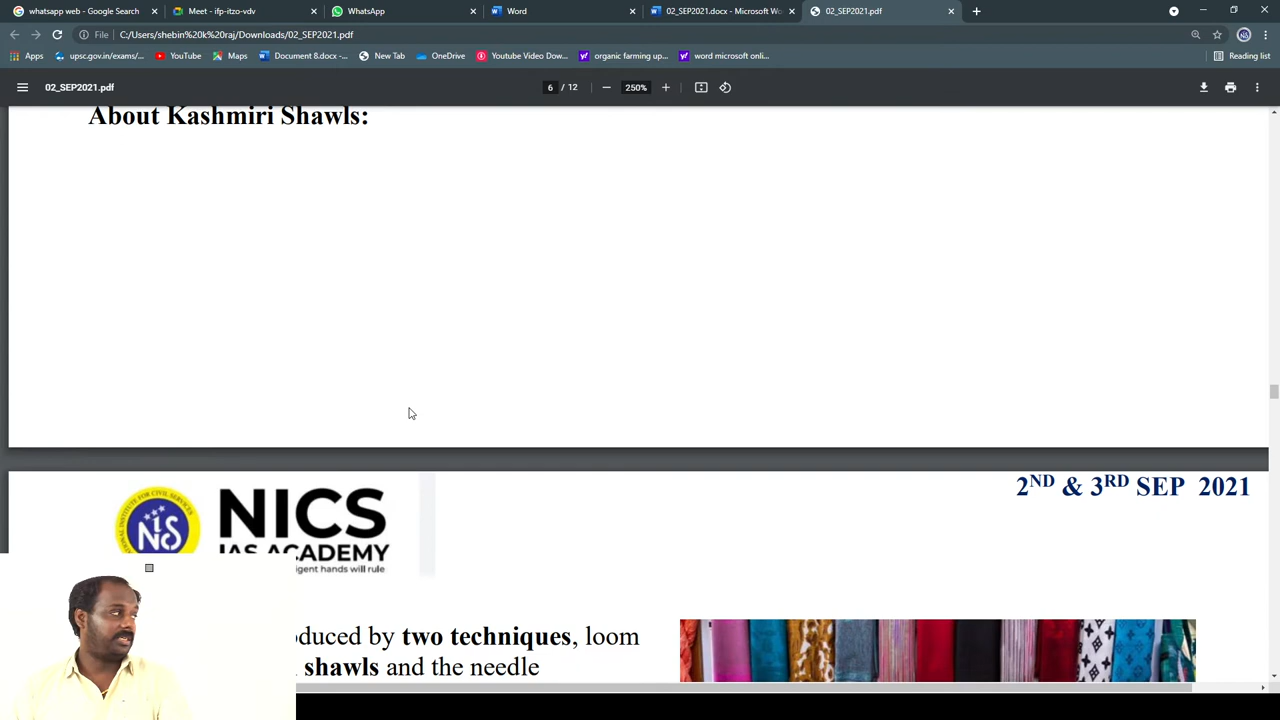 whatsapp web - Google Search
Meet - ifp-itzo-vdv
WhatsApp
Word
02_SEP2021.docx - Microsoft Wo
02_SEP2021.pdf
File
C:/Users/shebin%20k%20raj/Downloads/02_SEP2021.pdf
Apps
upsc.gov.in/exams/...
YouTube
Maps
Document 8.docx -...
New Tab
OneDrive
Youtube Video Dow...
organic farming up...
word microsoft onli...
Reading list
02_SEP2021.pdf
6 / 12
250%
About Kashmiri Shawls:
2ND & 3RD SEP 2021
NICS
IAS ACADEMY
igent hands will rule
oduced by two techniques, loom
shawls and the needle